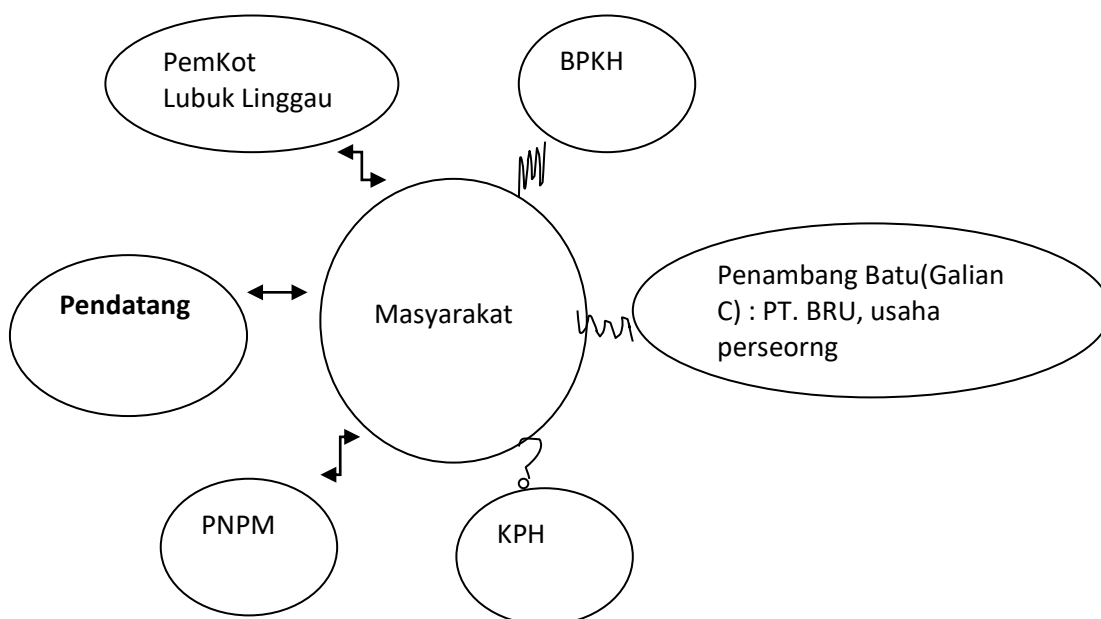 PemKot
Lubuk Linggau
BPKH
Pendatang
Masyarakat
Penambang Batu(Galian
C) : PT. BRU, usaha
perseorng
PNPM
KPH